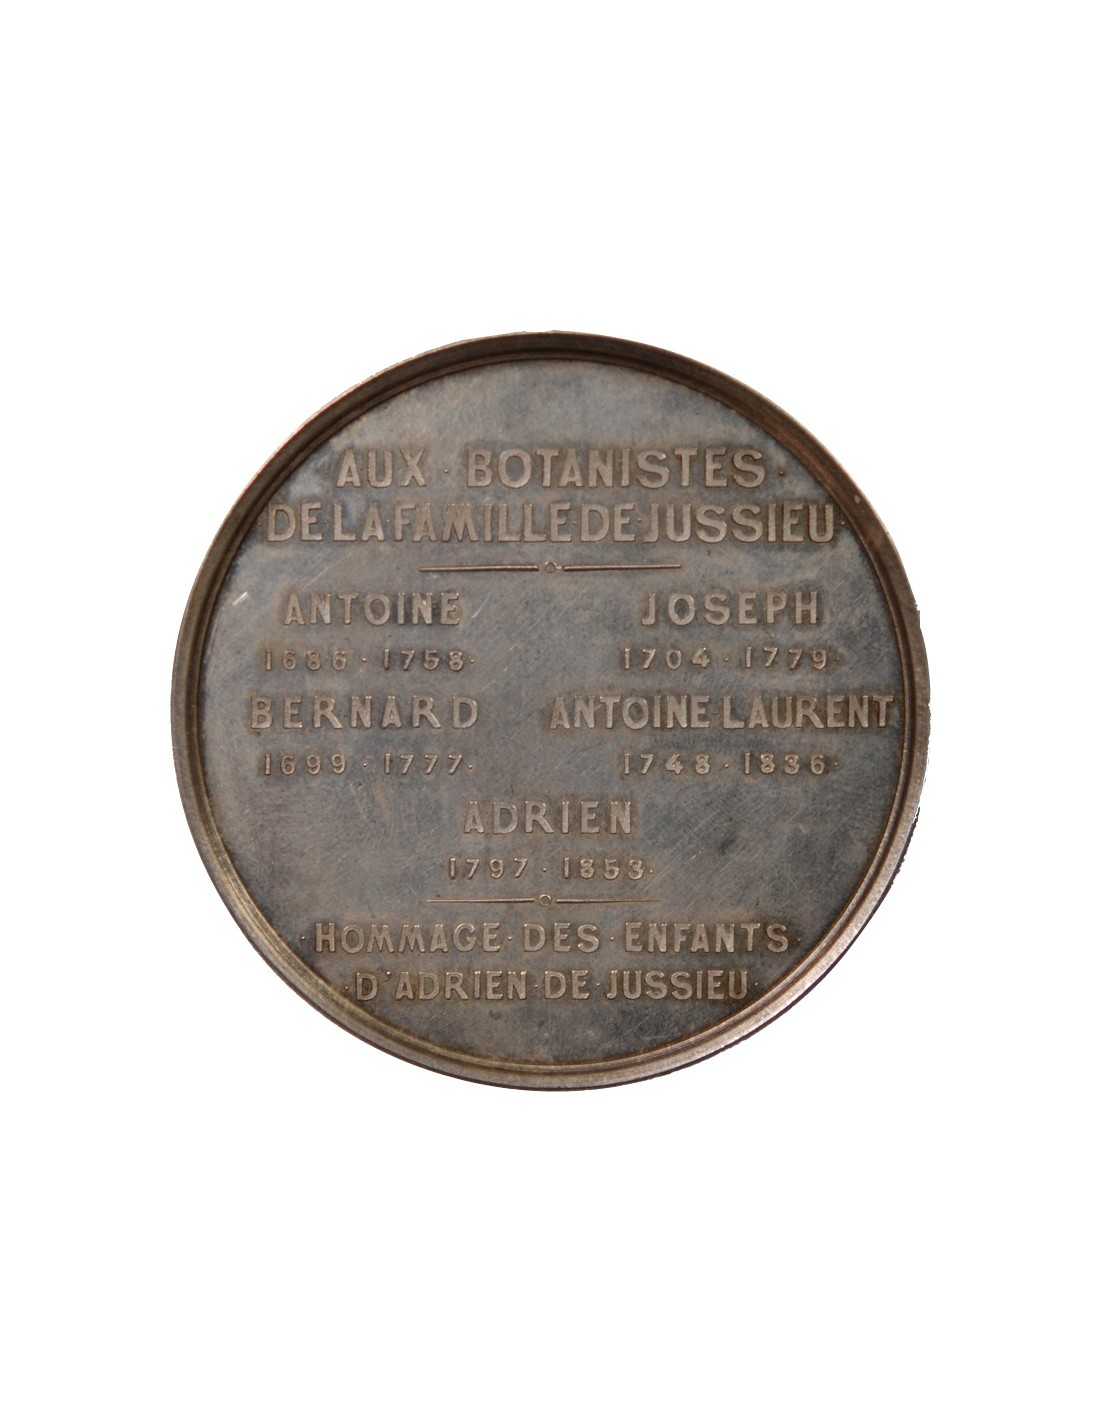 ·AUX·BOTANISTES·
·DE·LA·FAMILLE·DE·JUSSIEU·
ANTOINE JOSEPH
1686·1758· 1704·1779·
BERNARD ANTOINE·LAURENT
1699·1777· 1748·1836·
ADRIEN
1797·1853·
·HOMMAGE·DES·ENFANTS·
·D'ADRIEN·DE·JUSSIEU·